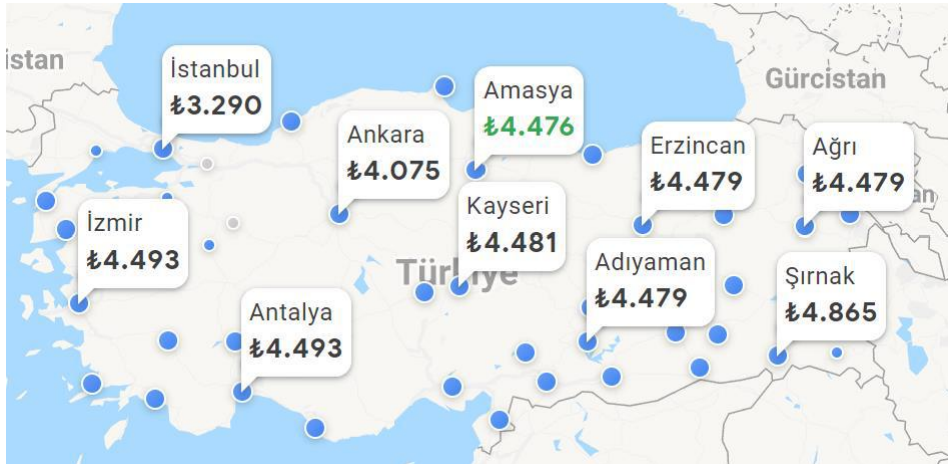 istan
İstanbul
₺3.290
Amasya
₺4.476
Gürcistan
Ankara
₺4.075
Erzincan
₺4.479
Ağrı
₺4.479
an
Kayseri
₺4.481
İzmir
₺4.493
Türkiye
Adıyaman
₺4.479
Şırnak
₺4.865
Antalya
₺4.493